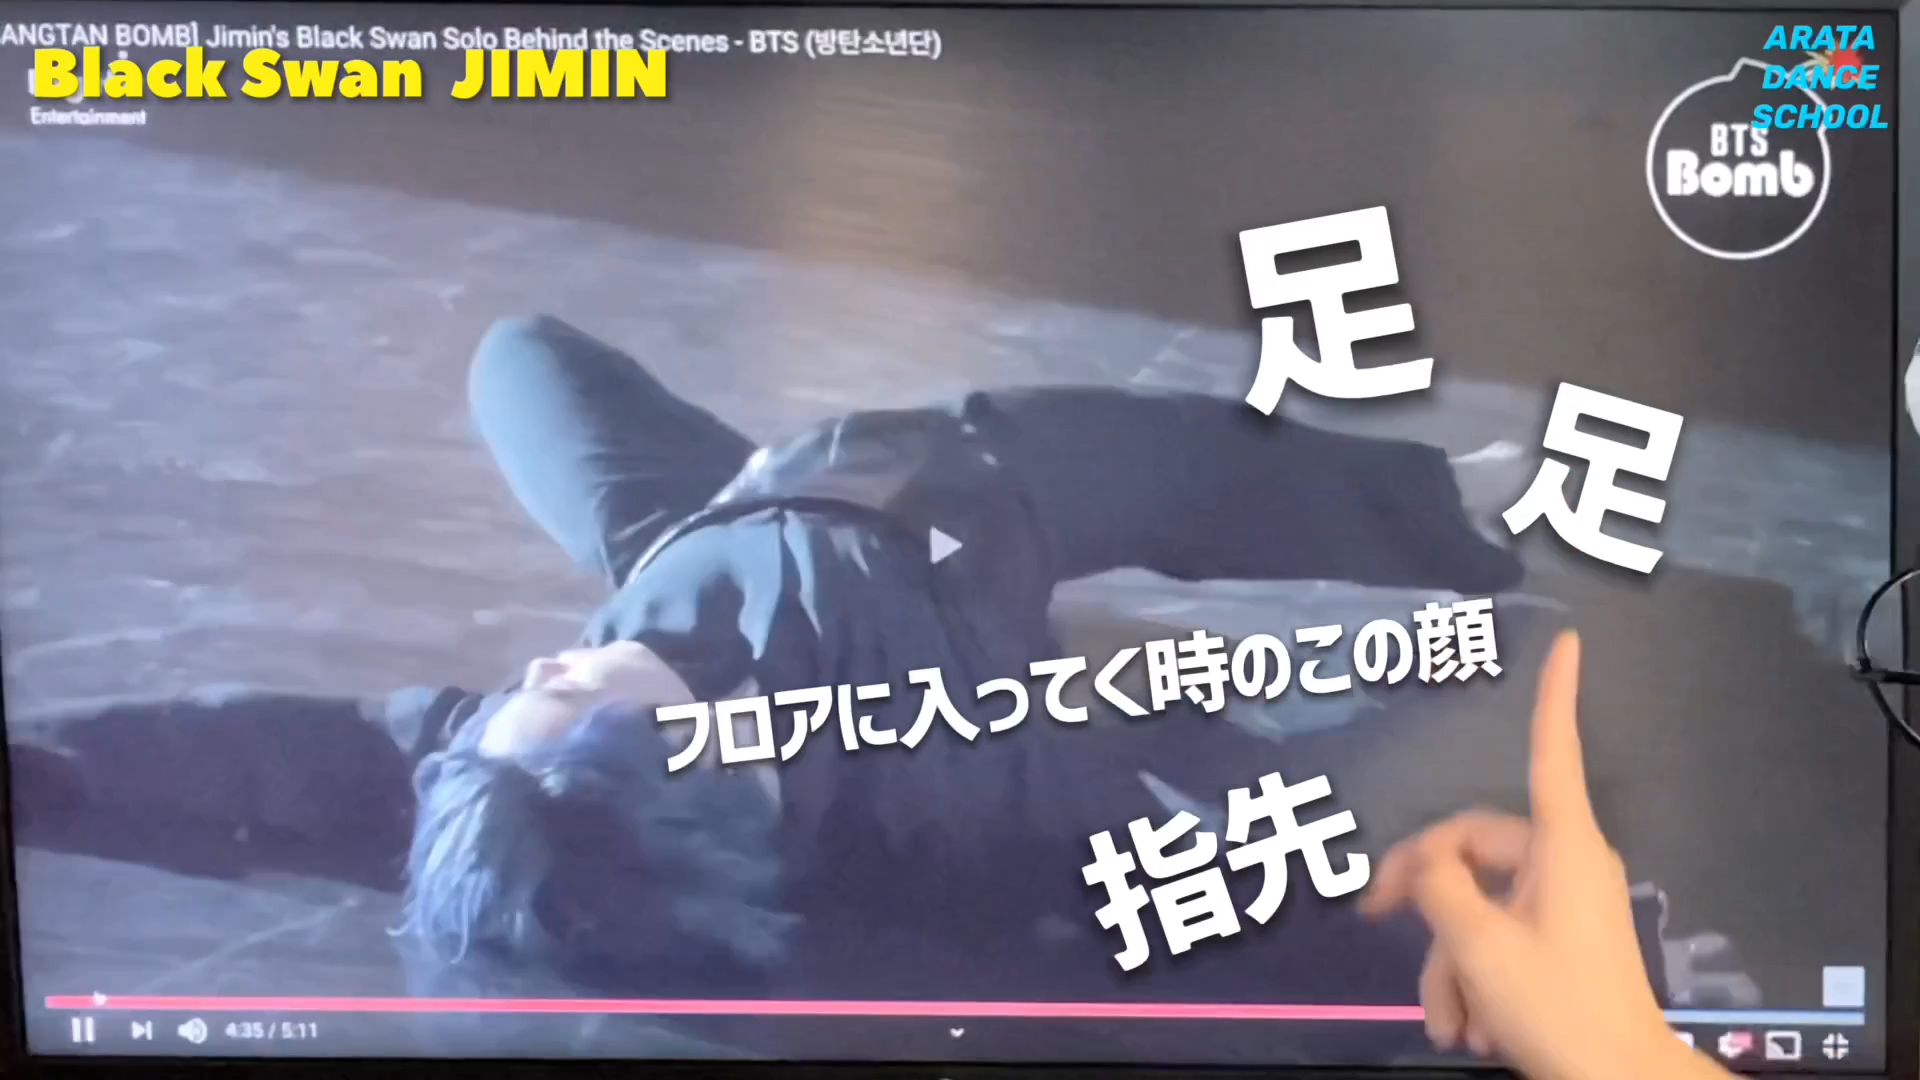 ANGTAN BOMB] Jimin's Black Swan Solo Behind the Scenes - BTS (방탄소년단)
Black Swan JIMIN
Entertainment
ARATA
DANCE
SCHOOL
BTS
Bomb
足
足
フロアに入ってく時のこの顔
指先
4:35 / 5:11